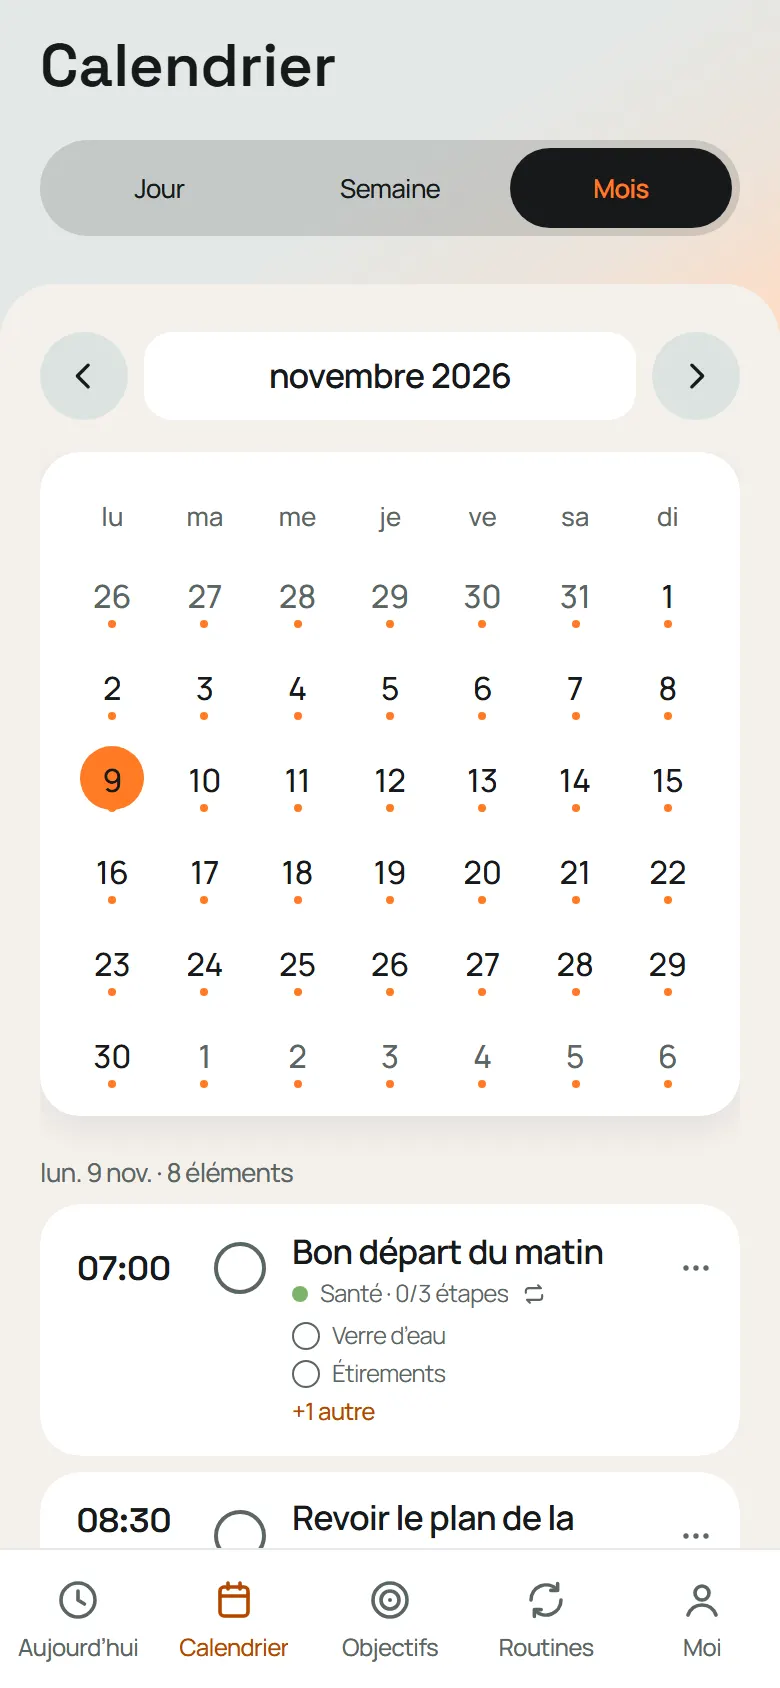 Calendrier
Jour Semaine Mois
novembre 2026
lu ma me je ve sa di
26 27 28 29 30 31 1
2 3 4 5 6 7 8
9 10 11 12 13 14 15
16 17 18 19 20 21 22
23 24 25 26 27 28 29
30 1 2 3 4 5 6
lun. 9 nov. · 8 éléments
07:00 Bon départ du matin
Santé · 0/3 étapes
Verre d’eau
Étirements
+1 autre
08:30 Revoir le plan de la
Aujourd’hui Calendrier Objectifs Routines Moi